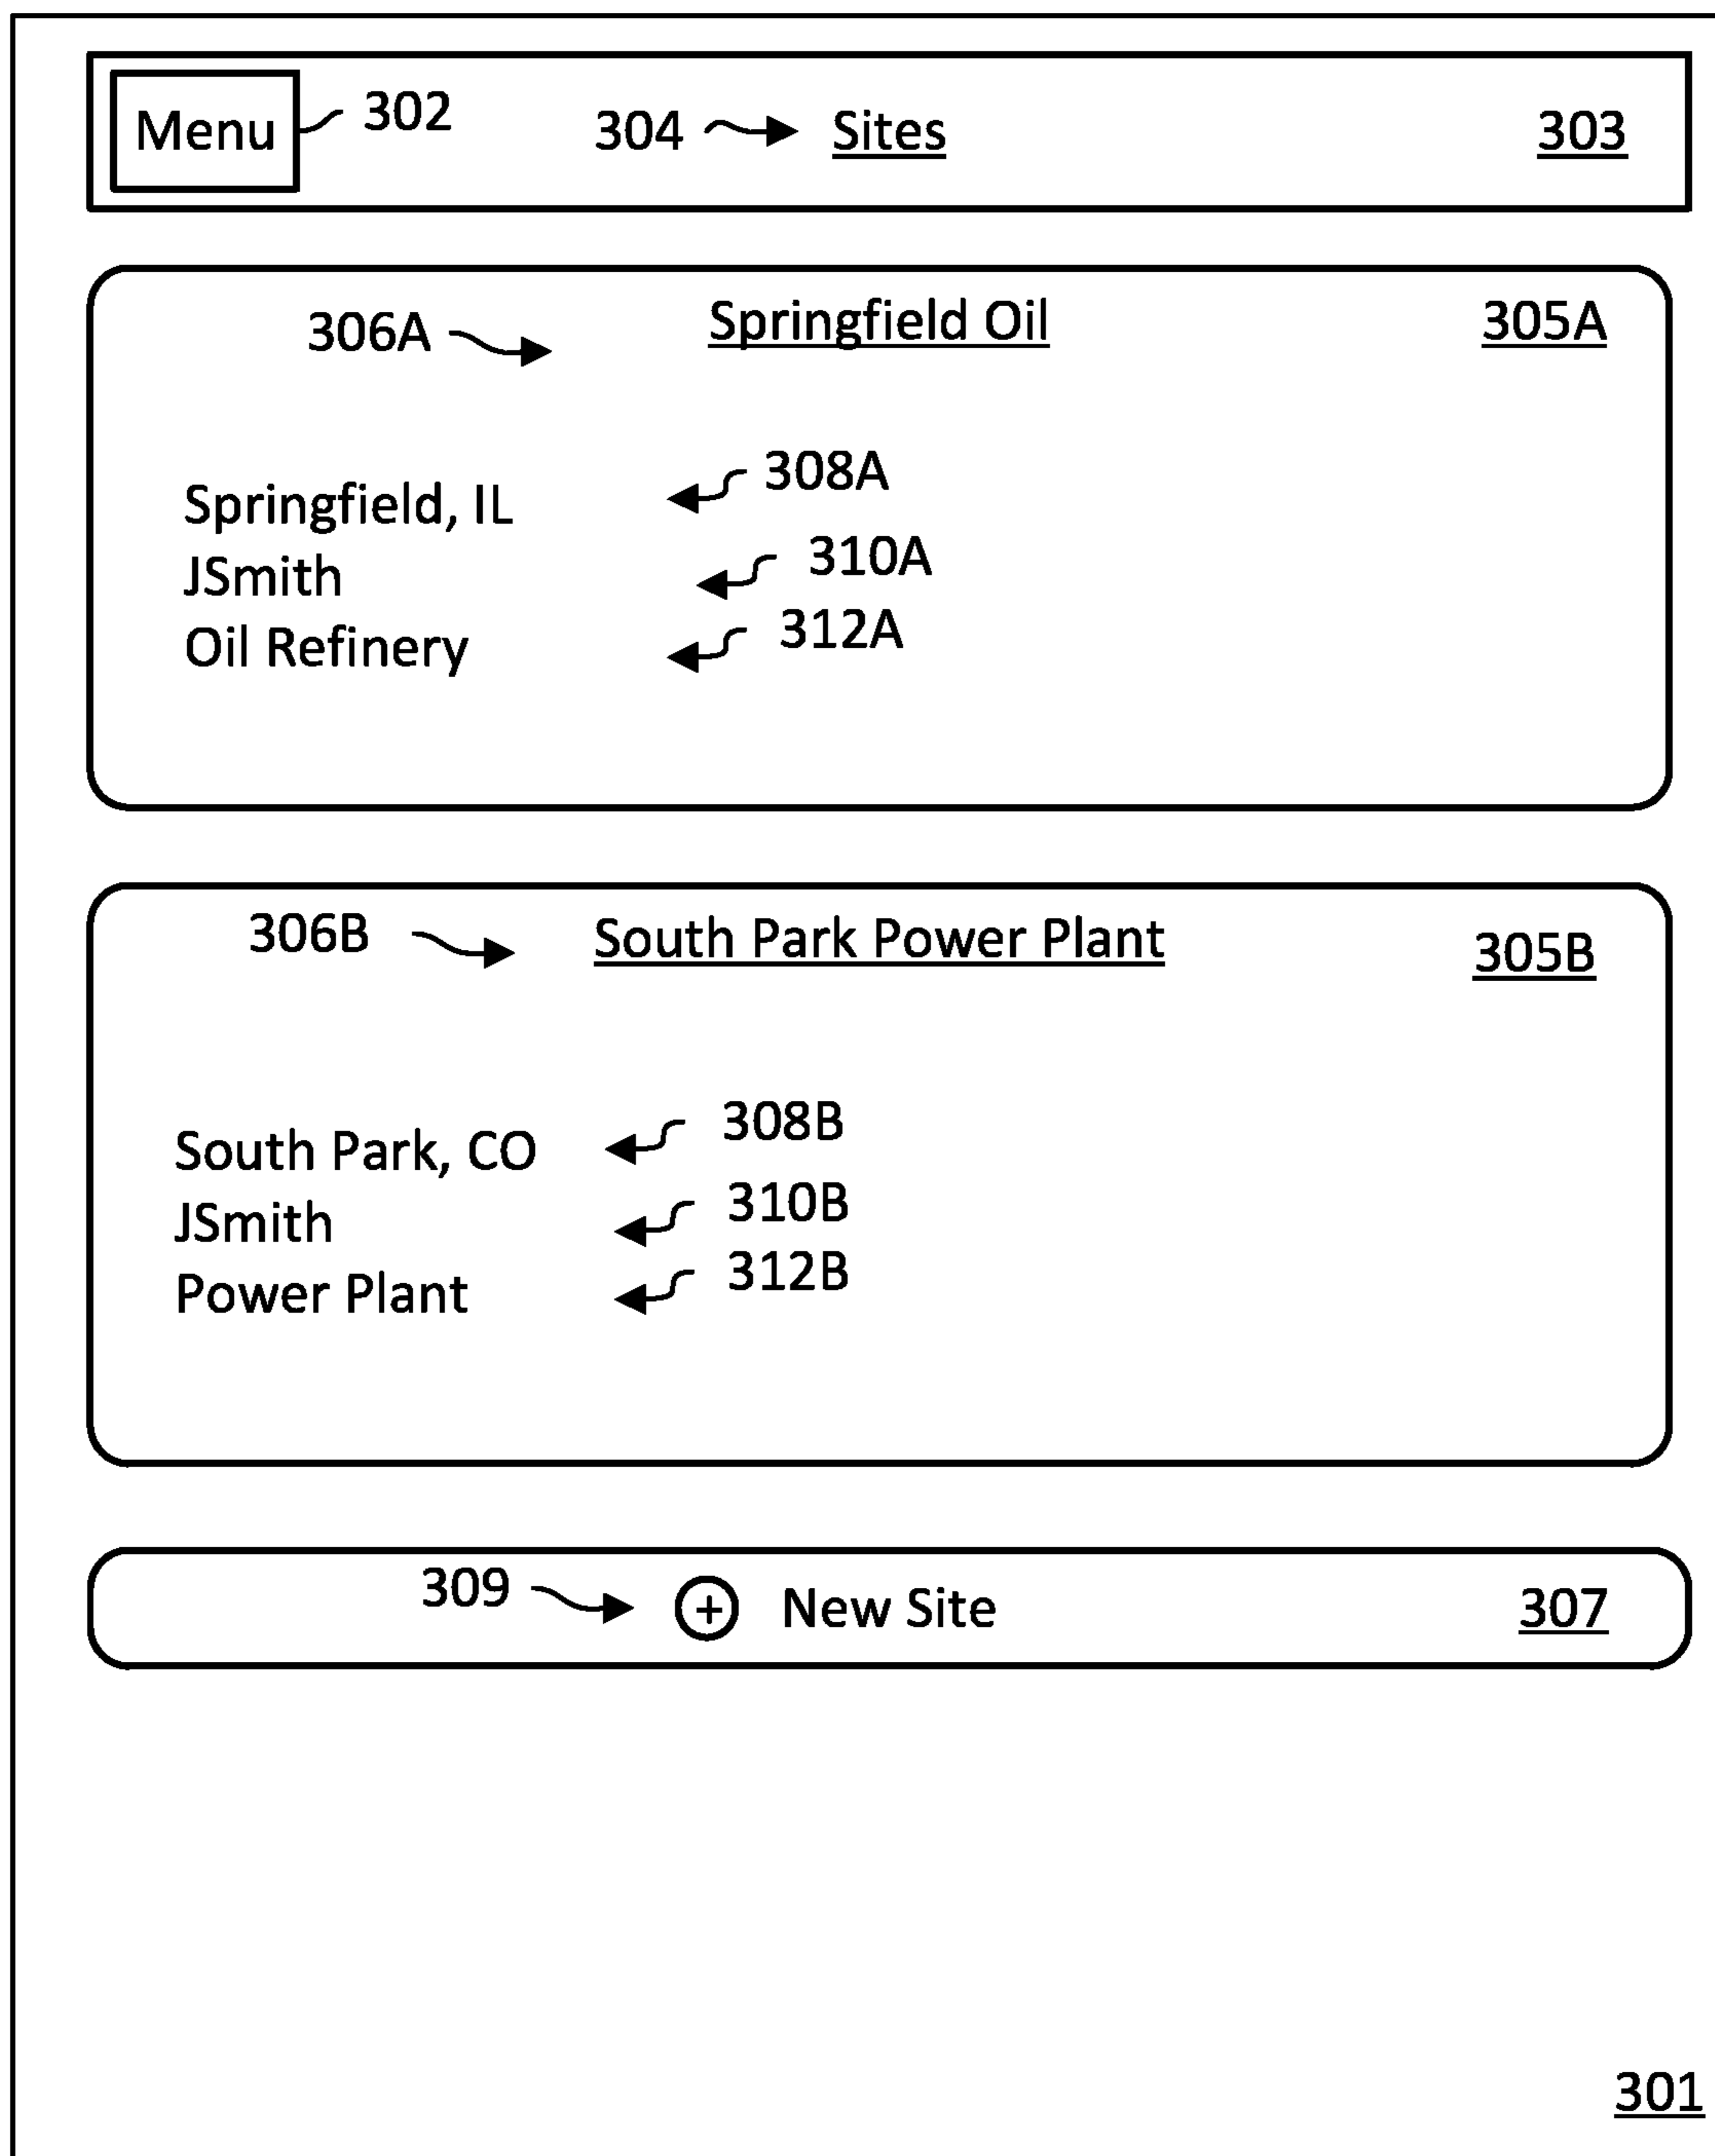 Menu 302 304 Sites 303
306A Springfield Oil 305A
Springfield, IL 308A
JSmith 310A
Oil Refinery 312A
306B South Park Power Plant 305B
South Park, CO 308B
JSmith 310B
Power Plant 312B
309 + New Site 307
301